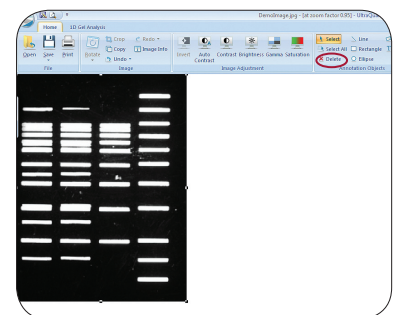 DemoImage.jpg - [at zoom factor 0.95] - UltraQua
Home 1D Gel Analysis
Crop Redo
Copy Image Info
Open Save Print Rotate Undo
File Image
Insert Auto Contrast Contrast Brightness Gamma Saturation
Image Adjustment
Select Line
Select All Rectangle
Delete Ellipse
Annotation Objects